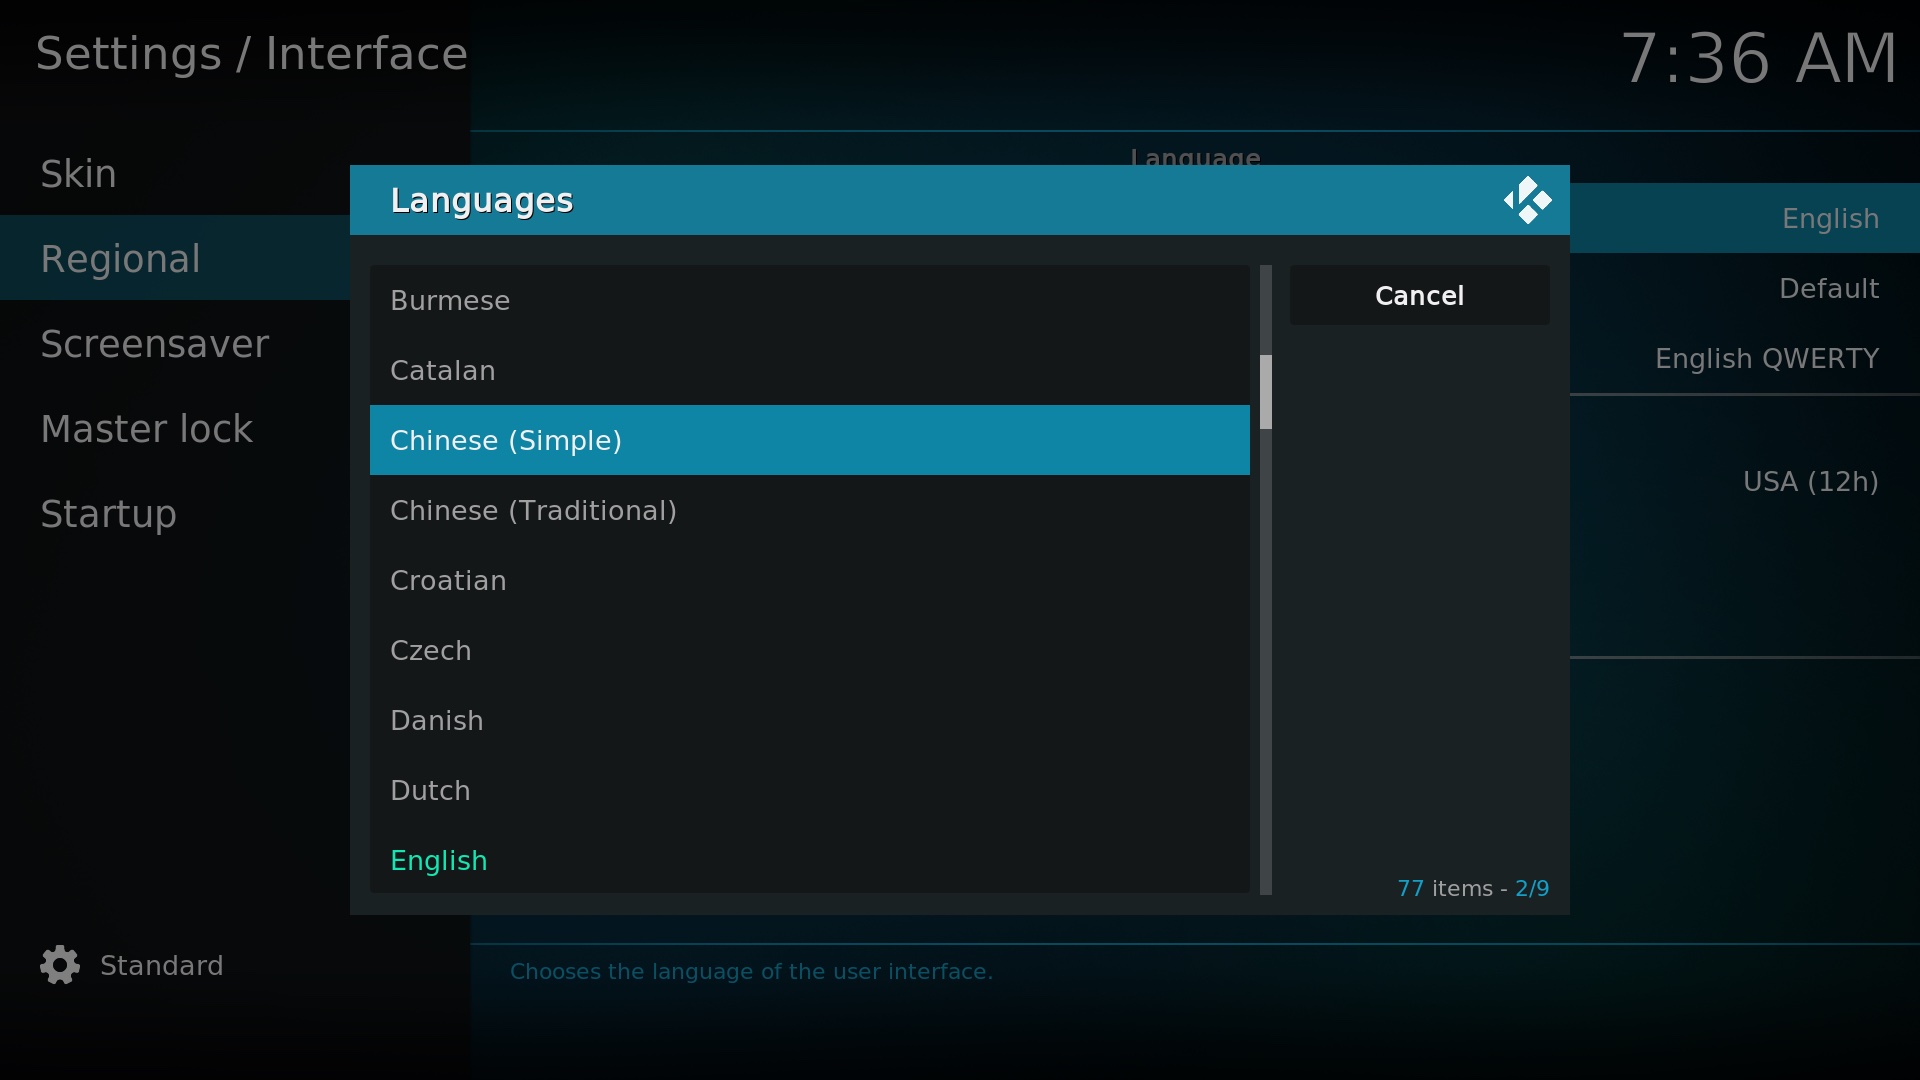 Settings / Interface
7:36 AM
Skin
Regional
Screensaver
Master lock
Startup
Standard
Language
English
Default
English QWERTY
USA (12h)
Languages
Burmese
Catalan
Chinese (Simple)
Chinese (Traditional)
Croatian
Czech
Danish
Dutch
English
Cancel
77 items - 2/9
Chooses the language of the user interface.